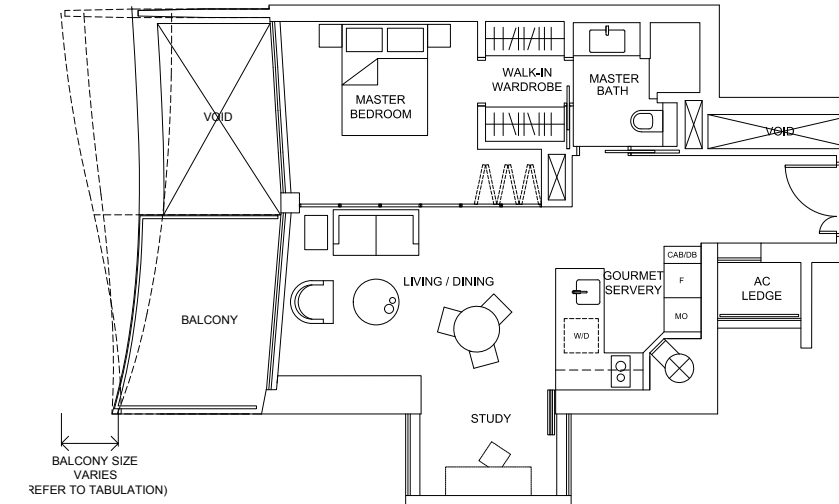 WALK-IN
WARDROBE
MASTER
BATH
MASTER
BEDROOM
VOID
VOID
CAB/DB
LIVING / DINING
GOURMET
SERVERY
F
AC
LEDGE
MO
BALCONY
W/D
STUDY
BALCONY SIZE
VARIES
REFER TO TABULATION)